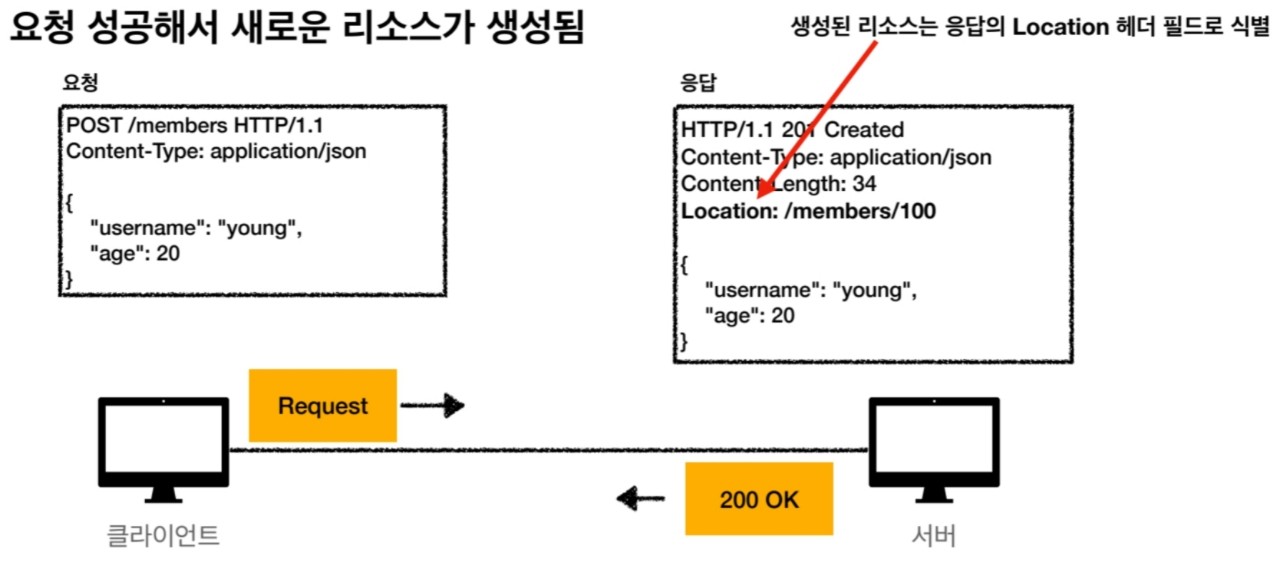 요청 성공해서 새로운 리소스가 생성됨
생성된 리소스는 응답의 Location 헤더 필드로 식별
요청
POST /members HTTP/1.1
Content-Type: application/json
{
"username": "young",
"age": 20
}
응답
HTTP/1.1 201 Created
Content-Type: application/json
Content-Length: 34
Location: /members/100
{
"username": "young",
"age": 20
}
Request
200 OK
클라이언트
서버